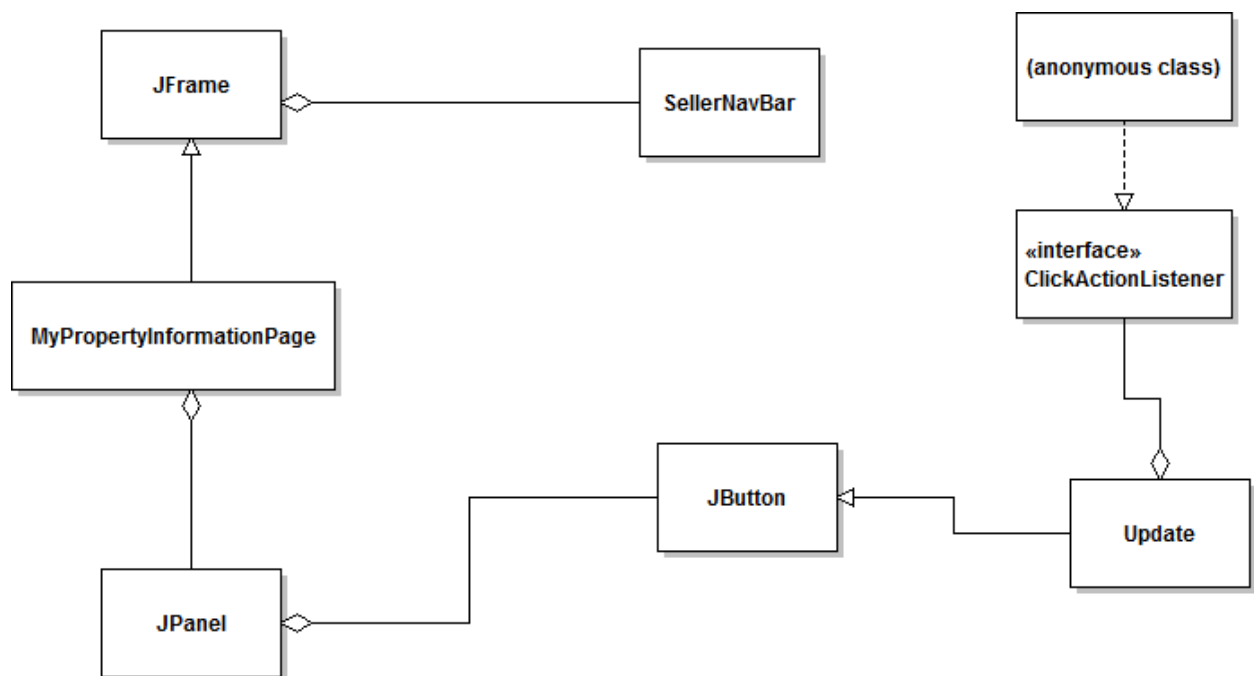 JFrame
SellerNavBar
(anonymous class)
«interface»
ClickActionListener
MyPropertyInformationPage
JButton
Update
JPanel